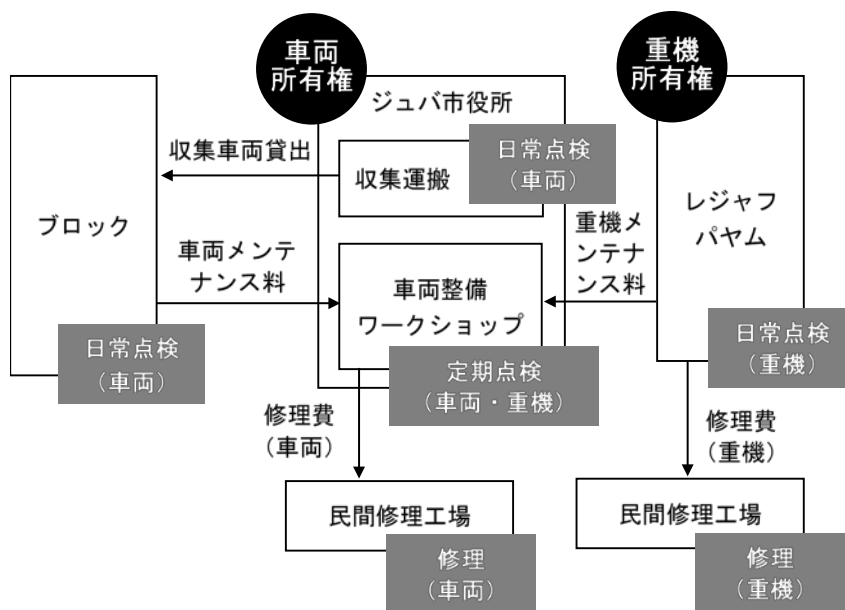 車両
所有権
重機
所有権
ジュバ市役所
収集車両貸出
収集運搬
日常点検
（車両）
ブロック
レジャフ
パヤム
車両メンテ
ナンス料
車両整備
ワークショップ
重機メ
ンテナ
ンス料
日常点検
（車両）
定期点検
（車両・重機）
日常点検
（重機）
修理費
（車両）
修理費
（重機）
民間修理工場
修理
（車両）
民間修理工場
修理
（重機）